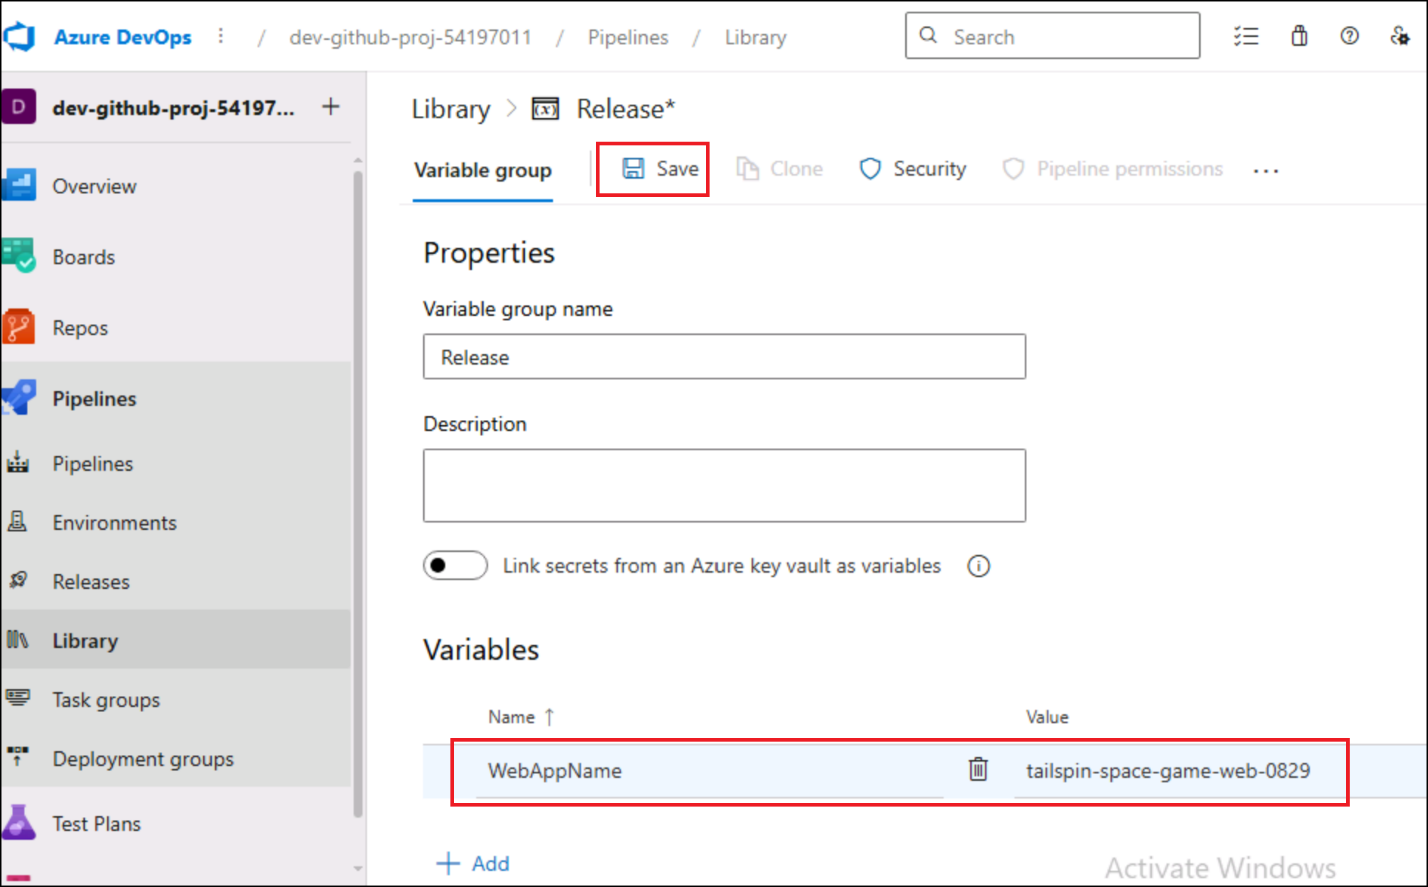 Azure DevOps / dev-github-proj-54197011 / Pipelines / Library
Search
D dev-github-proj-54197... +
Overview
Boards
Repos
Pipelines
Pipelines
Environments
Releases
Library
Task groups
Deployment groups
Test Plans
Library > (x) Release*
Variable group Save Clone Security Pipeline permissions ...
Properties
Variable group name
Release
Description
Link secrets from an Azure key vault as variables
Variables
Name ↑ Value
WebAppName tailspin-space-game-web-0829
+ Add
Activate Windows